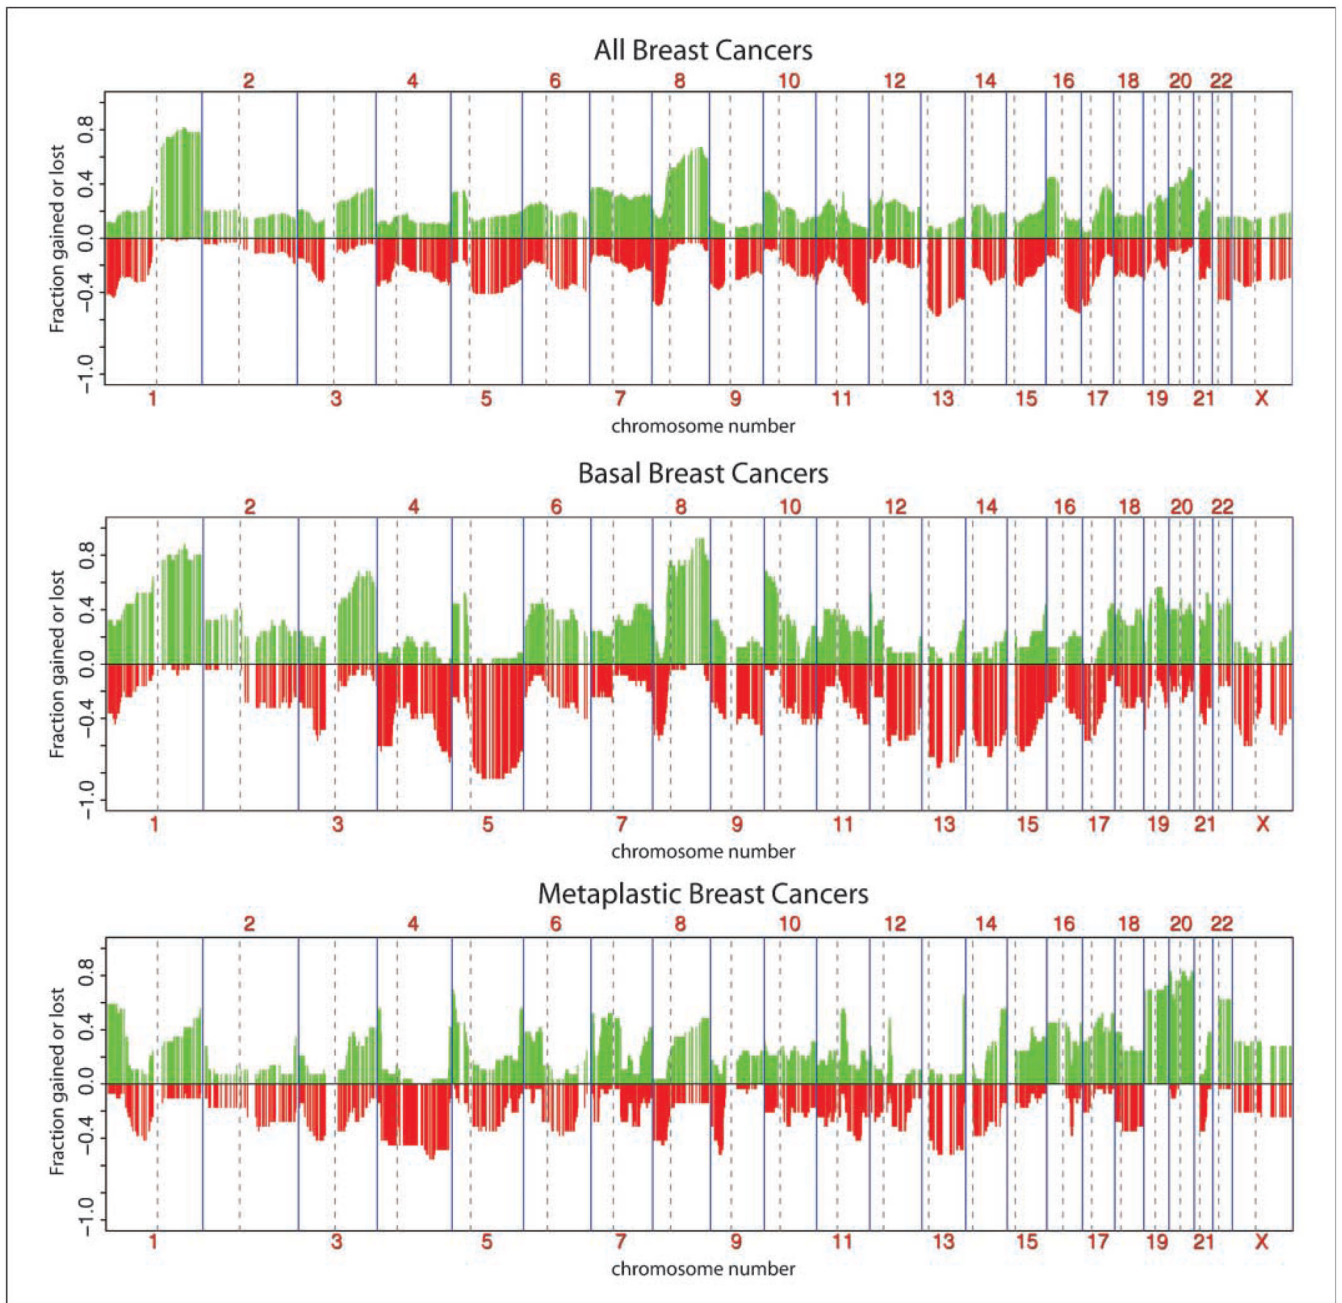 All Breast Cancers
2 4 6 8 10 12 14 16 18 20 22
Fraction gained or lost
0.8
0.4
0.0
−0.4
−1.0
1 3 5 7 9 11 13 15 17 19 21 X
chromosome number
Basal Breast Cancers
2 4 6 8 10 12 14 16 18 20 22
Fraction gained or lost
0.8
0.4
0.0
−0.4
−1.0
1 3 5 7 9 11 13 15 17 19 21 X
chromosome number
Metaplastic Breast Cancers
2 4 6 8 10 12 14 16 18 20 22
Fraction gained or lost
0.8
0.4
0.0
−0.4
−1.0
1 3 5 7 9 11 13 15 17 19 21 X
chromosome number